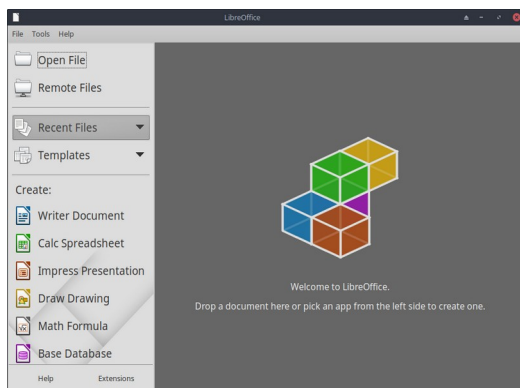 LibreOffice
File Tools Help
Open File
Remote Files
Recent Files
Templates
Create:
Writer Document
Calc Spreadsheet
Impress Presentation
Draw Drawing
Math Formula
Base Database
Help Extensions
Welcome to LibreOffice.
Drop a document here or pick an app from the left side to create one.